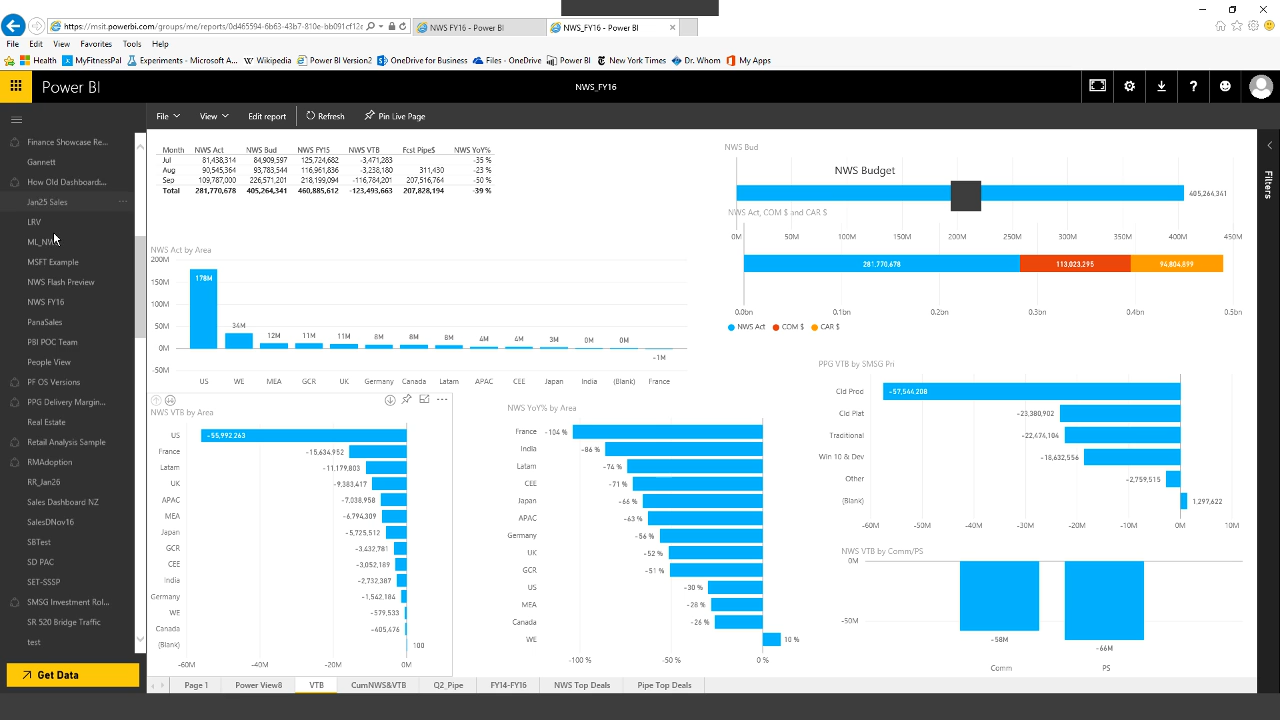 https://msit.powerbi.com/groups/me/reports/0d465594-6b63-43b7-810e-bb091cf12c
NWS FY16 - Power BI
NWS_FY16 - Power BI
File Edit View Favorites Tools Help
Health MyFitnessPal Experiments - Microsoft A... Wikipedia Power BI Version2 OneDrive for Business Files - OneDrive Power BI New York Times Dr. Whom My Apps
Power BI
NWS_FY16
File View Edit report Refresh Pin Live Page
Finance Showcase Re...
Gannett
How Old Dashboard:...
Jan25 Sales
LRV
MSFT Example
NWS Flash Preview
NWS FY16
PanaSales
PBI POC Team
People View
PF OS Versions
PPG Delivery Margin...
Real Estate
Retail Analysis Sample
RMAdoption
RR_Jan26
Sales Dashboard NZ
SalesDNov16
SBTest
SD PAC
SET-SSSP
SMSG Investment Rol...
SR 520 Bridge Traffic
test
Get Data
Month NWS Act NWS Bud NWS FY15 NWS VTB Fcst Pipe$ NWS YoY%
Jul 81,438,314 84,909,597 125,724,682 -3,471,283 -35 %
Aug 90,545,364 93,783,544 116,961,836 -3,238,180 311,430 -23 %
Sep 109,787,000 226,571,201 218,199,094 -116,784,201 207,516,764 -50 %
Total 281,770,678 405,264,341 460,885,612 -123,493,663 207,828,194 -39 %
NWS Act by Area
200M
150M
100M
50M
0M
-50M
178M 34M 12M 11M 11M 8M 8M 8M 4M 4M 3M 0M 0M -1M
US WE MEA GCR UK Germany Canada Latam APAC CEE Japan India (Blank) France
NWS VTB by Area
US -55,992,263
France -15,634,952
Latam -11,179,803
UK -9,383,417
APAC -7,038,958
MEA -6,794,309
Japan -5,725,512
GCR -3,432,781
CEE -3,052,189
India -2,732,387
Germany -1,542,184
WE -579,533
Canada -405,476
(Blank) 100
-60M -40M -20M 0M
NWS YoY% by Area
France -104 %
India -86 %
Latam -74 %
CEE -71 %
Japan -66 %
APAC -63 %
Germany -56 %
UK -52 %
GCR -51 %
US -30 %
MEA -28 %
Canada -26 %
WE 10 %
-100 % -50 % 0 %
NWS Bud
NWS Budget
405,264,341
NWS Act, COM $ and CAR $
0M 50M 100M 150M 200M 250M 300M 350M 400M 450M
281,770,678 113,023,295 94,804,899
0.0bn 0.1bn 0.2bn 0.3bn 0.4bn 0.5bn
NWS Act COM $ CAR $
PPG VTB by SMSG Pri
Cld Prod -57,544,208
Cld Plat -23,380,902
Traditional -22,474,104
Win 10 & Dev -18,632,556
Other -2,759,515
(Blank) 1,297,622
-60M -50M -40M -30M -20M -10M 0M 10M
NWS VTB by Comm/PS
0M
-50M
-58M -66M
Comm PS
Filters
Page 1 Power View8 VTB CumNWS&VTB Q2_Pipe FY14-FY16 NWS Top Deals Pipe Top Deals